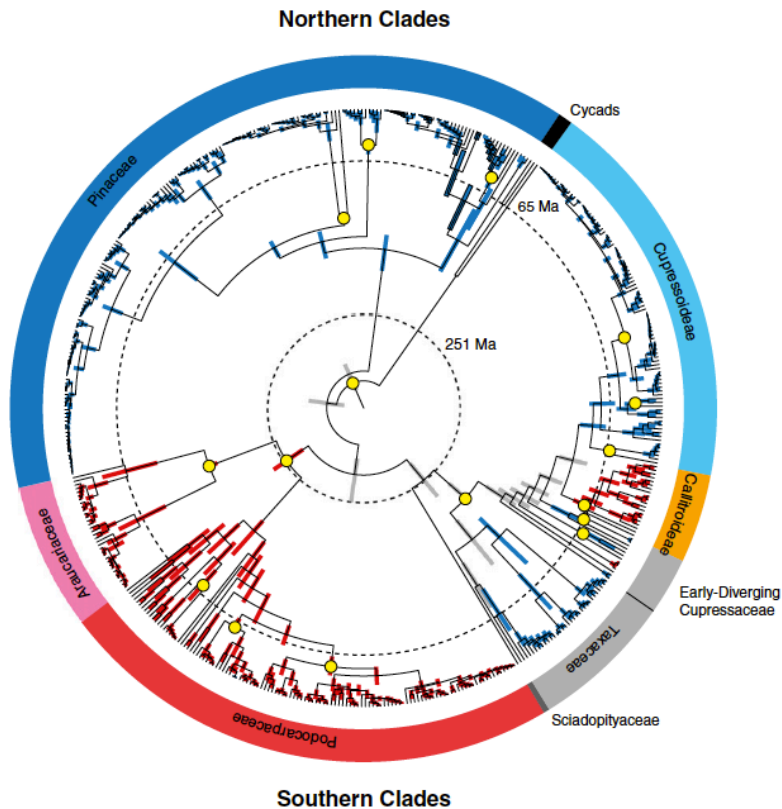 Northern Clades
Cycads
Pinaceae
65 Ma
Cupressoideae
251 Ma
Callitroideae
Araucariaceae
Early-Diverging
Cupressaceae
Taxaceae
Sciadopityaceae
Podocarpaceae
Southern Clades